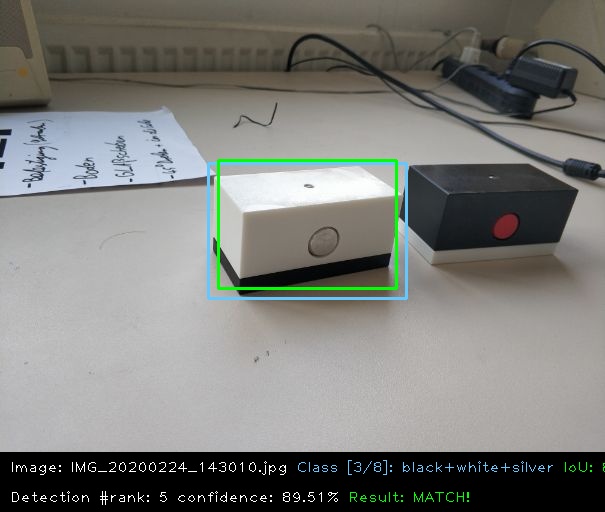 - Boden
Image: IMG_20200224_143010.jpg Class [3/8]: black+white+silver IoU: 8
Detection #rank: 5 confidence: 89.51% Result: MATCH!